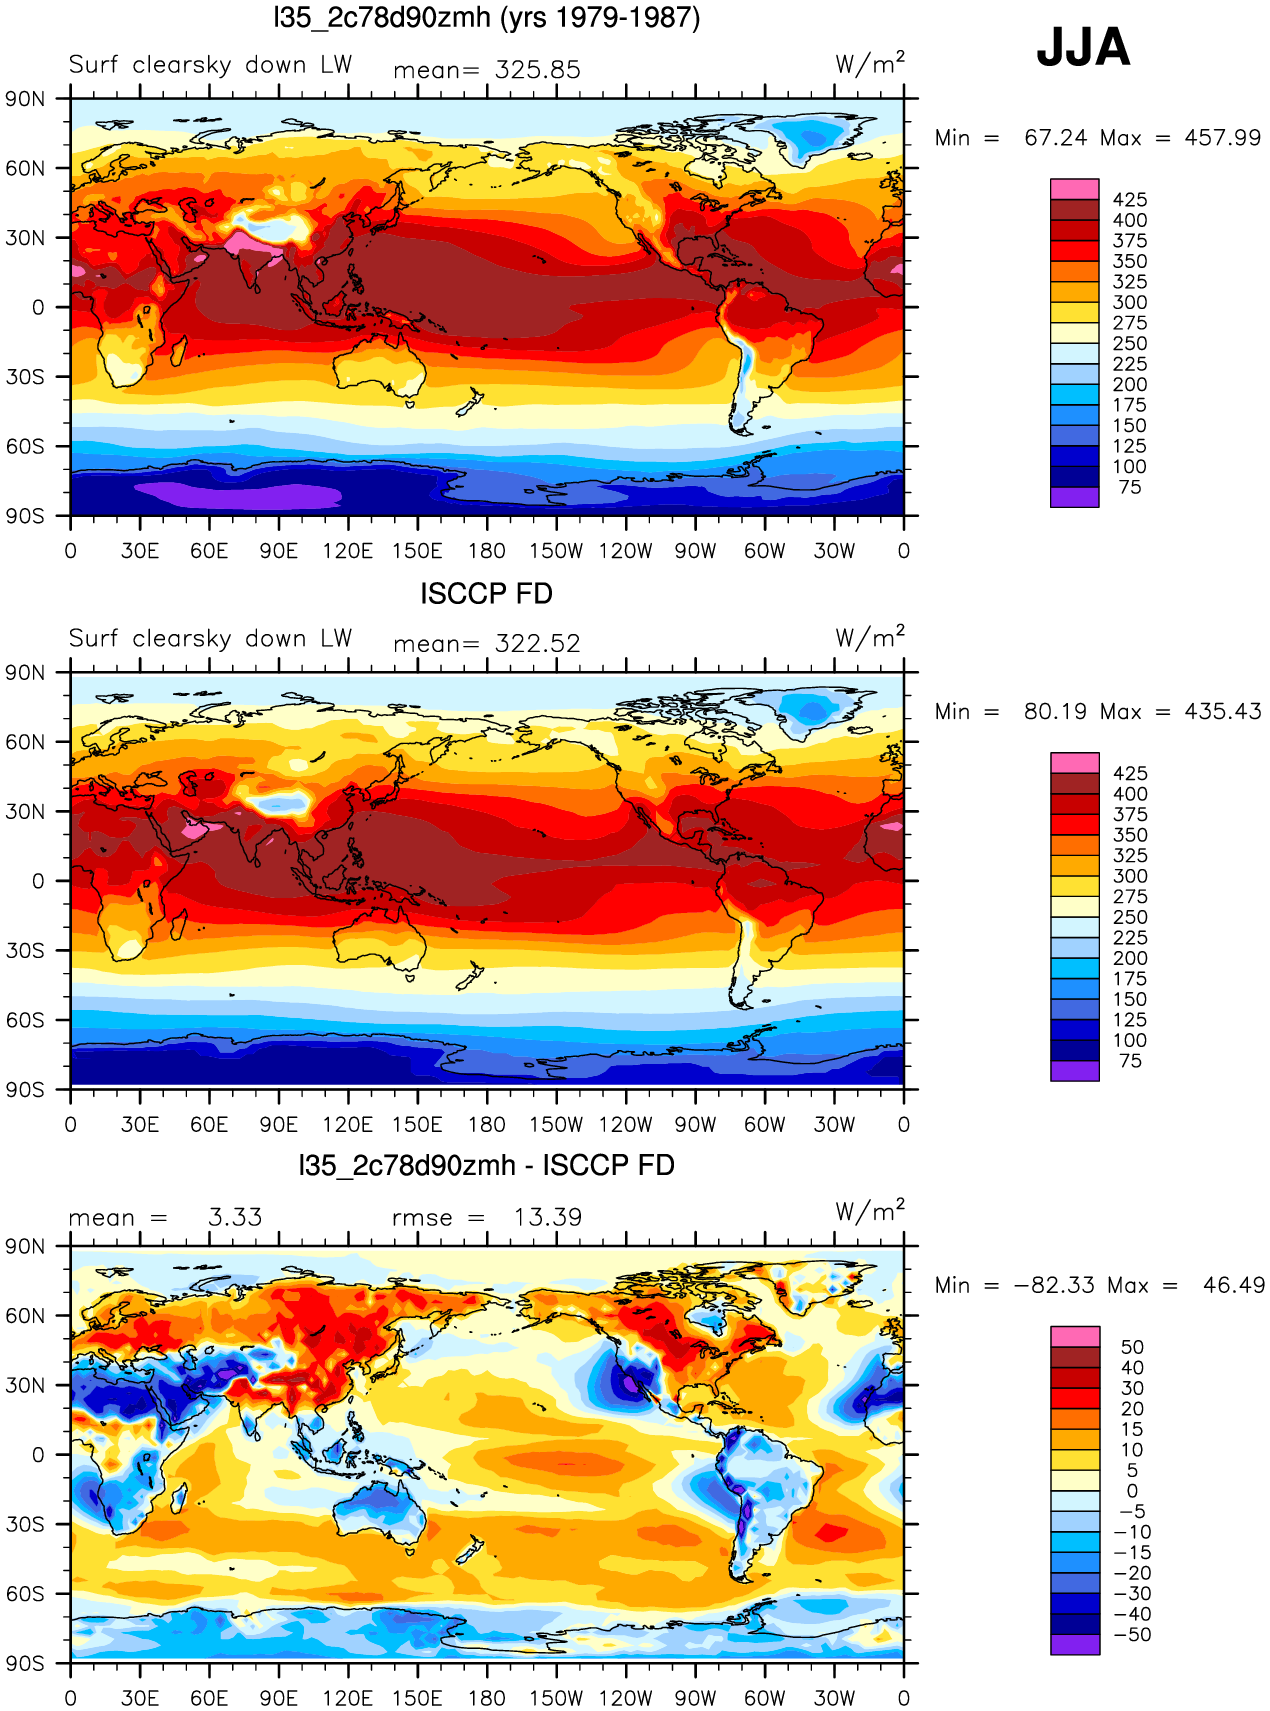 l35_2c78d90zmh (yrs 1979-1987)
JJA
Surf clearsky down LW mean= 325.85 W/m²
Min = 67.24 Max = 457.99
90N
60N
30N
0
30S
60S
90S
0 30E 60E 90E 120E 150E 180 150W 120W 90W 60W 30W 0
425
400
375
350
325
300
275
250
225
200
175
150
125
100
75
ISCCP FD
Surf clearsky down LW mean= 322.52 W/m²
Min = 80.19 Max = 435.43
90N
60N
30N
0
30S
60S
90S
0 30E 60E 90E 120E 150E 180 150W 120W 90W 60W 30W 0
425
400
375
350
325
300
275
250
225
200
175
150
125
100
75
l35_2c78d90zmh - ISCCP FD
mean = 3.33 rmse = 13.39 W/m²
Min = −82.33 Max = 46.49
90N
60N
30N
0
30S
60S
90S
0 30E 60E 90E 120E 150E 180 150W 120W 90W 60W 30W 0
50
40
30
20
15
10
5
0
−5
−10
−15
−20
−30
−40
−50